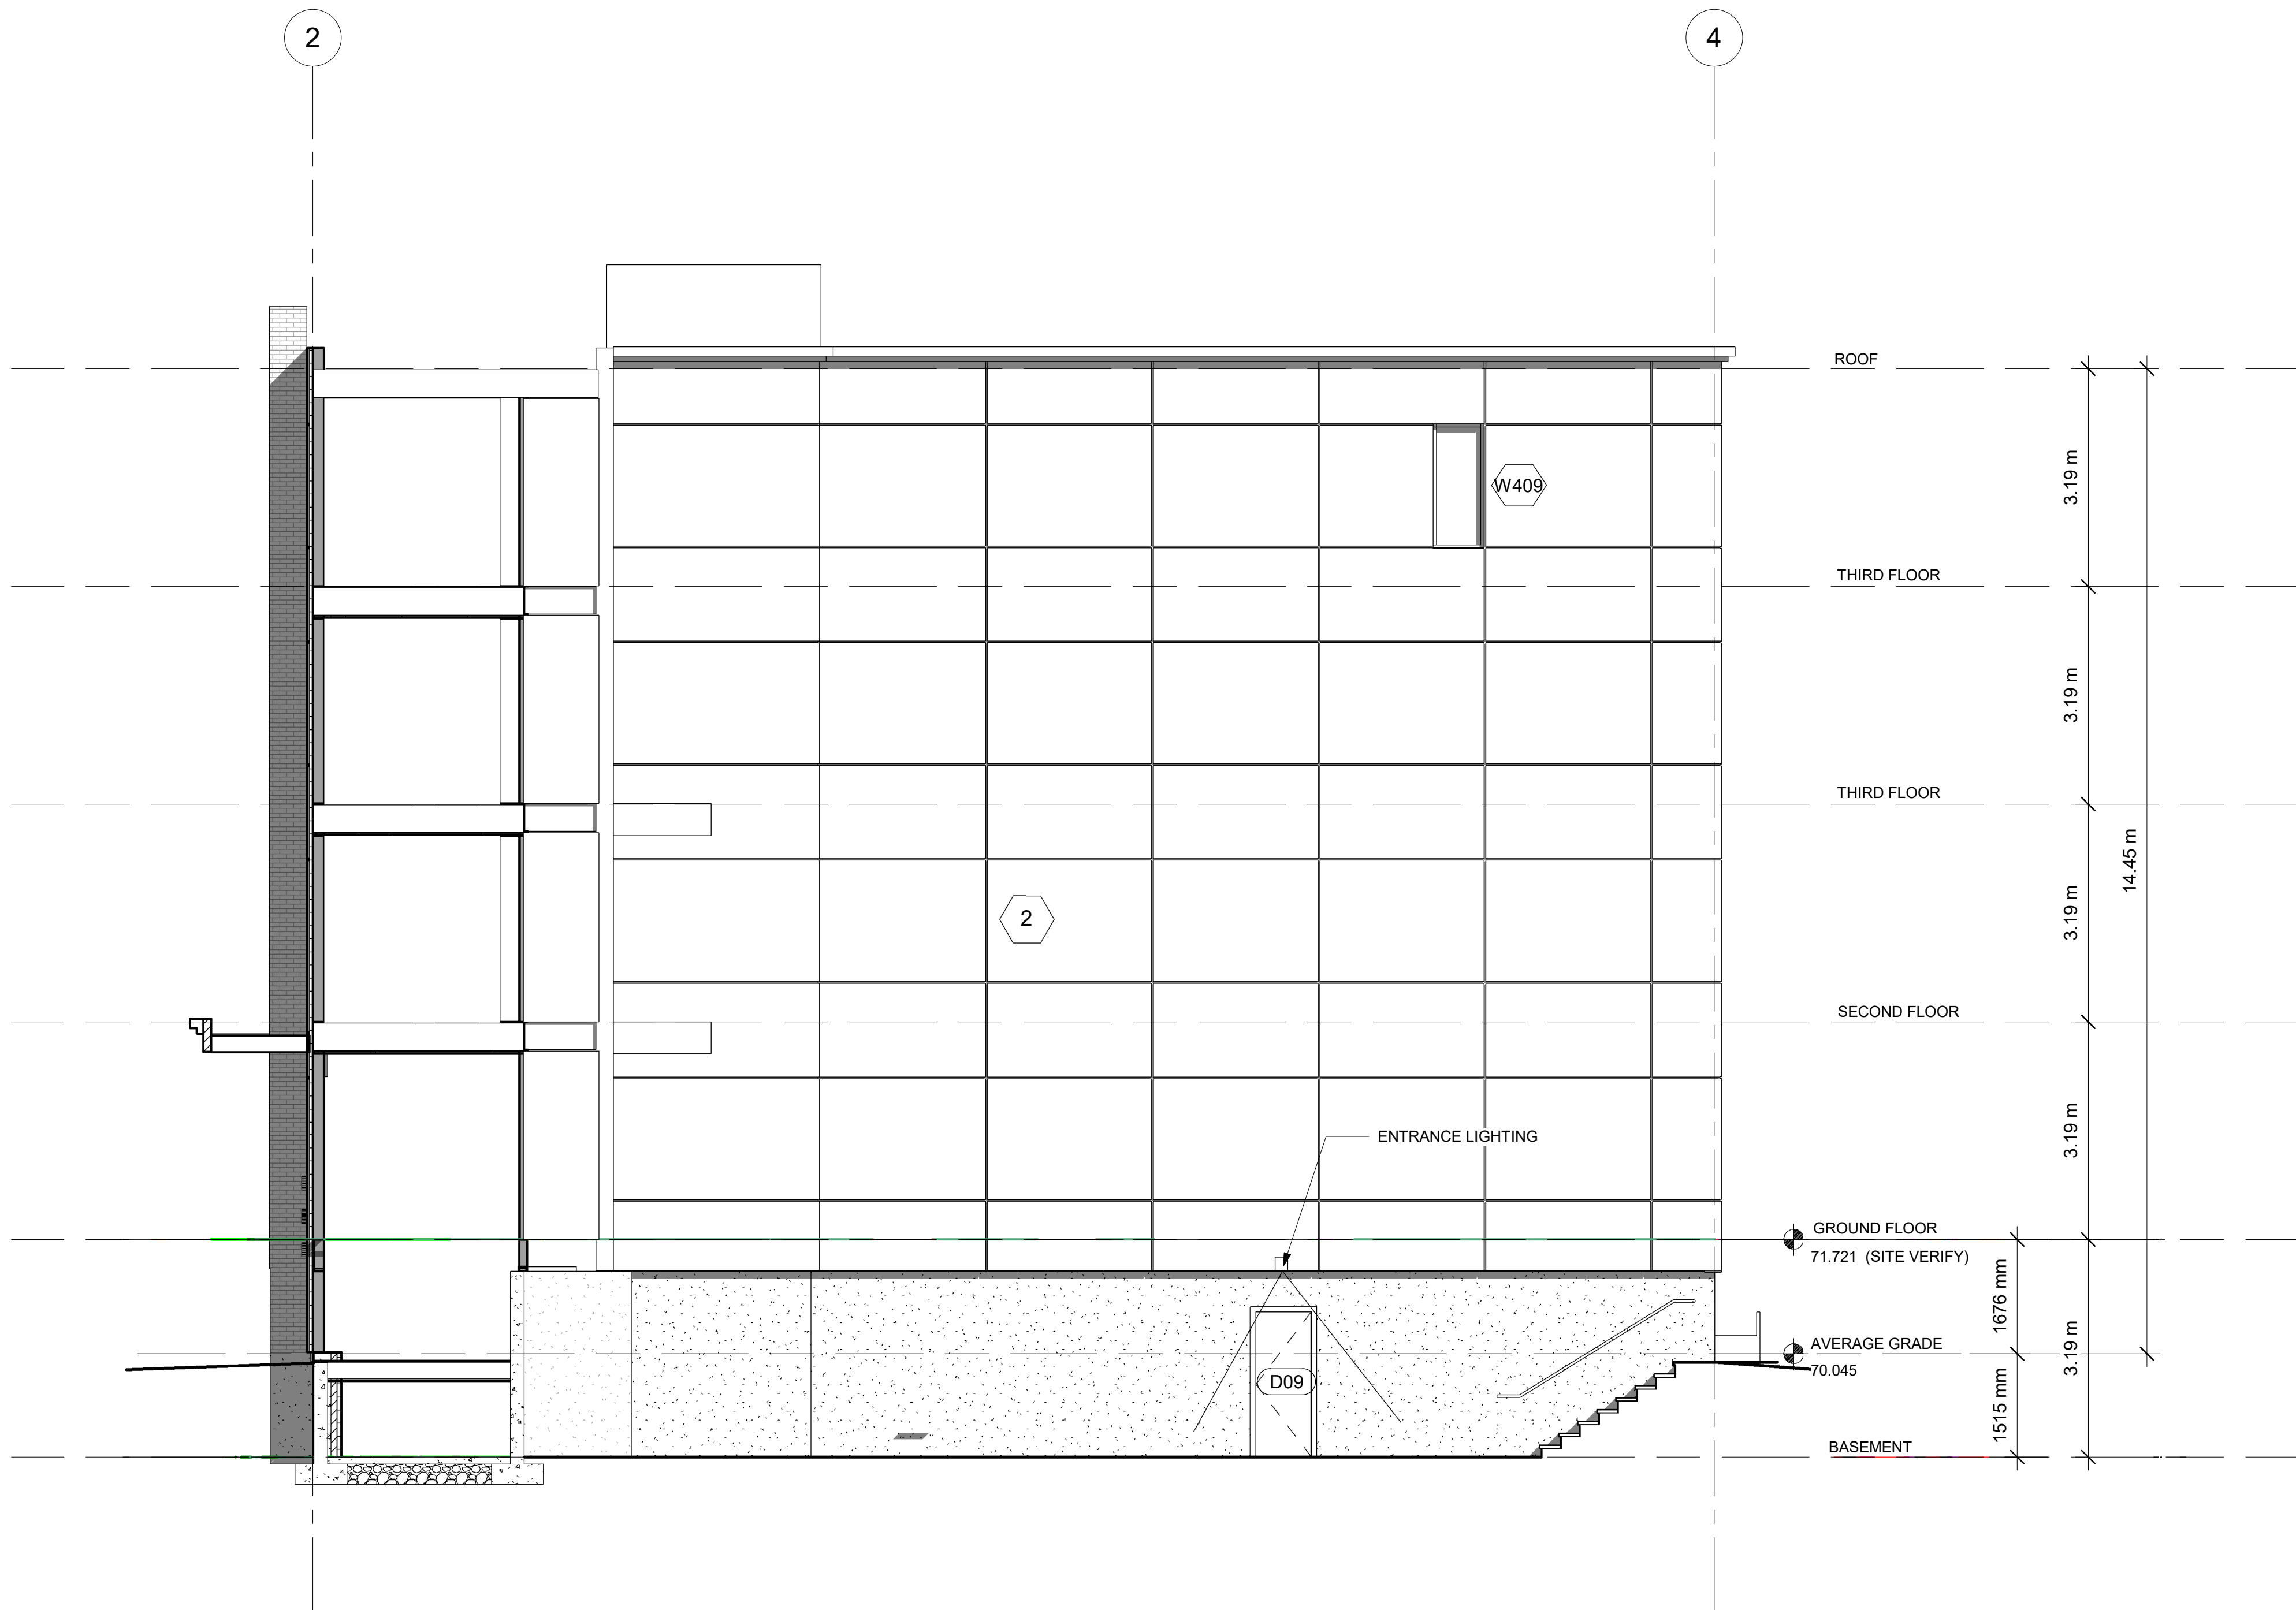 2
4
ROOF
3.19 m
W409
THIRD FLOOR
3.19 m
THIRD FLOOR
14.45 m
3.19 m
2
SECOND FLOOR
3.19 m
ENTRANCE LIGHTING
GROUND FLOOR
71.721 (SITE VERIFY)
1676 mm
3.19 m
AVERAGE GRADE
70.045
D09
1515 mm
BASEMENT